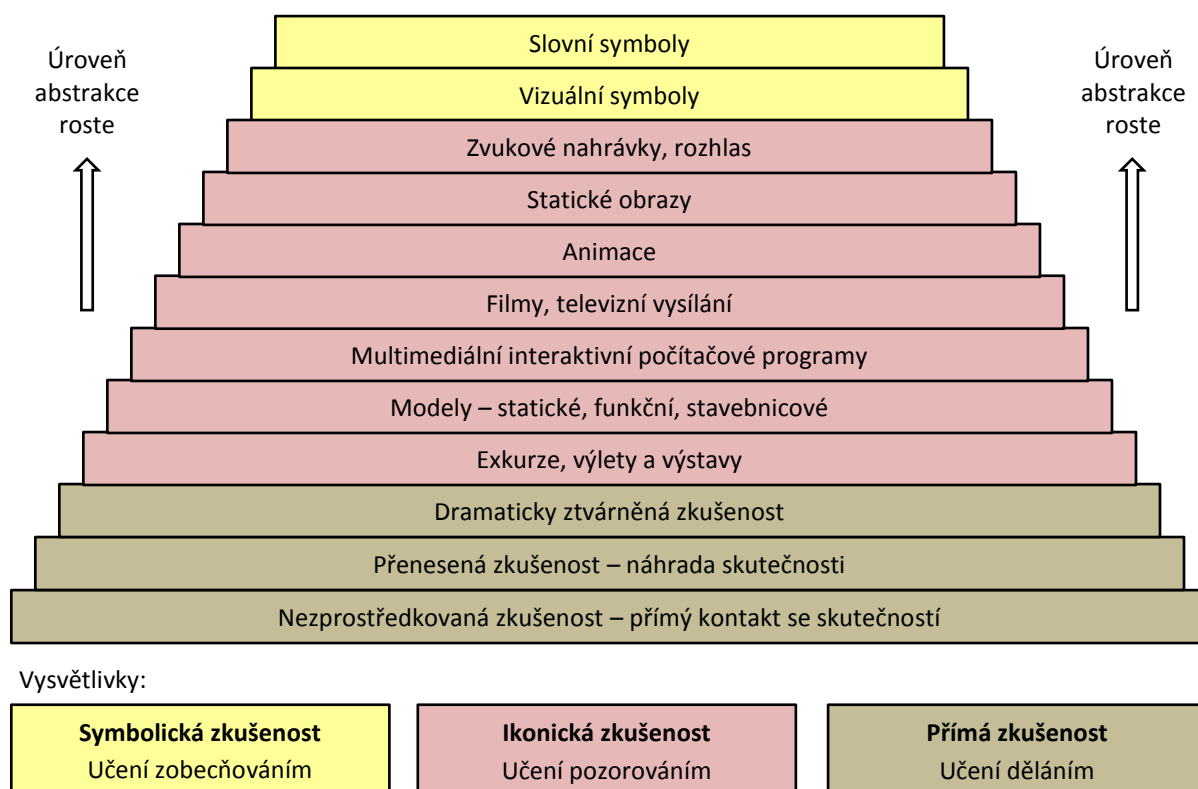 Slovní symboly
Úroveň
abstrakce
roste
Úroveň
abstrakce
roste
Vizuální symboly
Zvukové nahrávky, rozhlas
Statické obrazy
Animace
Filmy, televizní vysílání
Multimediální interaktivní počítačové programy
Modely – statické, funkční, stavebnicové
Exkurze, výlety a výstavy
Dramaticky ztvárněná zkušenost
Přenesená zkušenost – náhrada skutečnosti
Nezprostředkovaná zkušenost – přímý kontakt se skutečností
Vysvětlivky:
Symbolická zkušenost
Učení zobecňováním
Ikonická zkušenost
Učení pozorováním
Přímá zkušenost
Učení děláním